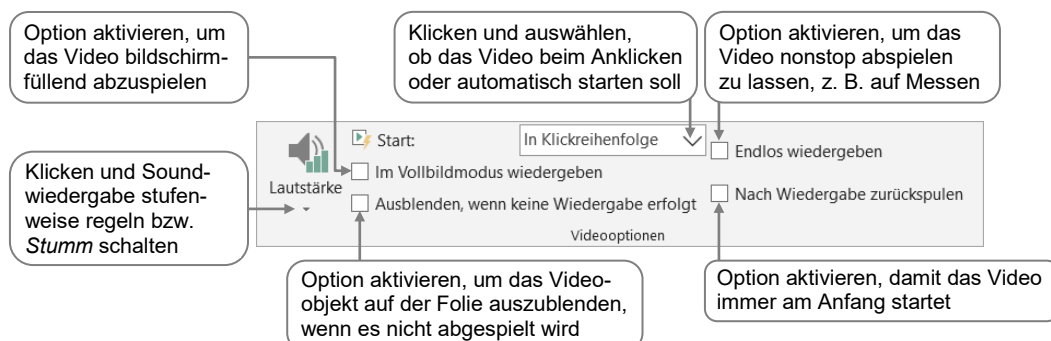 Option aktivieren, um
das Video bildschirm-
füllend abzuspielen
Klicken und auswählen,
ob das Video beim Anklicken
oder automatisch starten soll
Option aktivieren, um das
Video nonstop abspielen
zu lassen, z. B. auf Messen
Klicken und Sound-
wiedergabe stufen-
weise regeln bzw.
Stumm schalten
Lautstärke
Start:
In Klickreihenfolge
Im Vollbildmodus wiedergeben
Ausblenden, wenn keine Wiedergabe erfolgt
Endlos wiedergeben
Nach Wiedergabe zurückspulen
Videooptionen
Option aktivieren, um das Video-
objekt auf der Folie auszublenden,
wenn es nicht abgespielt wird
Option aktivieren, damit das Video
immer am Anfang startet